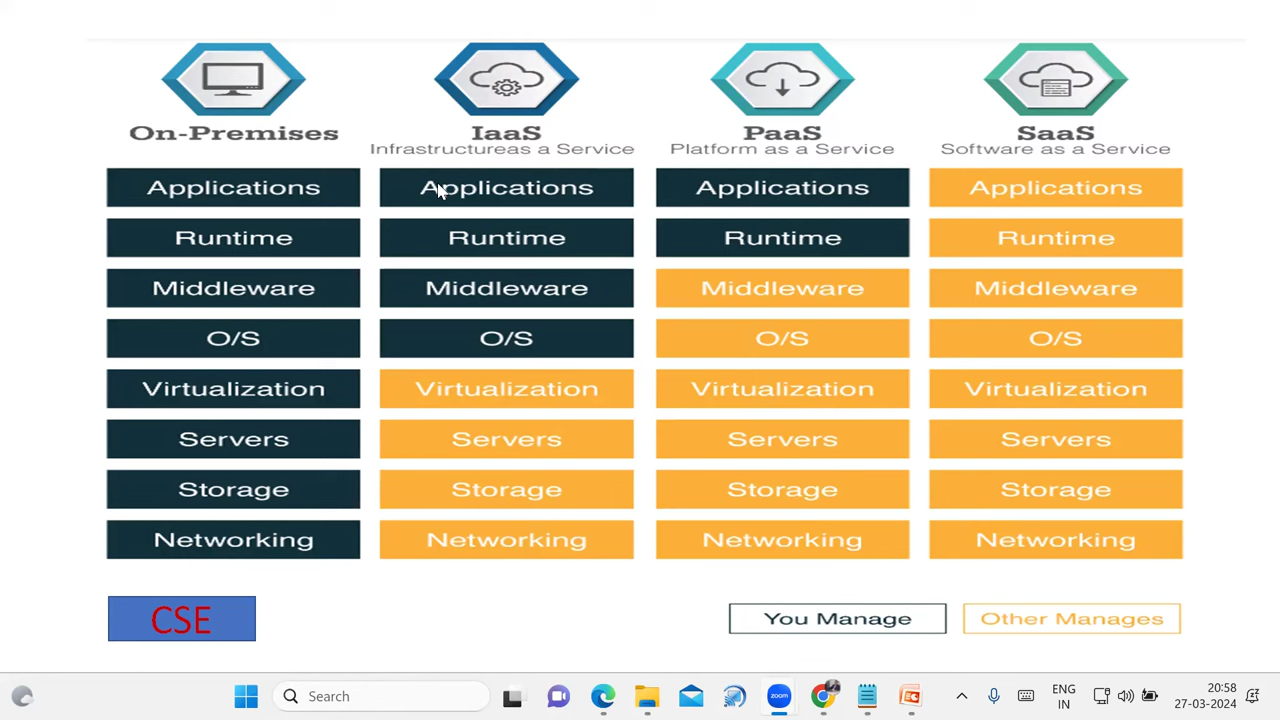 On-Premises IaaS PaaS SaaS
Infrastructureas a Service Platform as a Service Software as a Service
Applications Applications Applications Applications
Runtime Runtime Runtime Runtime
Middleware Middleware Middleware Middleware
O/S O/S O/S O/S
Virtualization Virtualization Virtualization Virtualization
Servers Servers Servers Servers
Storage Storage Storage Storage
Networking Networking Networking Networking
CSE You Manage Other Manages
Search zoom ENG 20:58
IN 27-03-2024